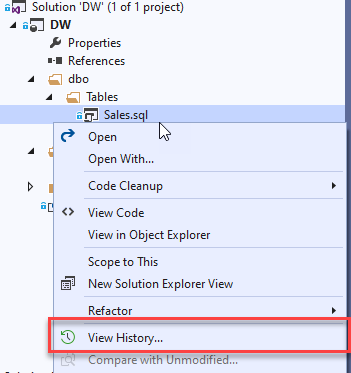 Solution 'DW' (1 of 1 project)
DW
Properties
References
dbo
Tables
Sales.sql
Open
Open With...
Code Cleanup
View Code
View in Object Explorer
Scope to This
New Solution Explorer View
Refactor
View History...
Compare with Unmodified...